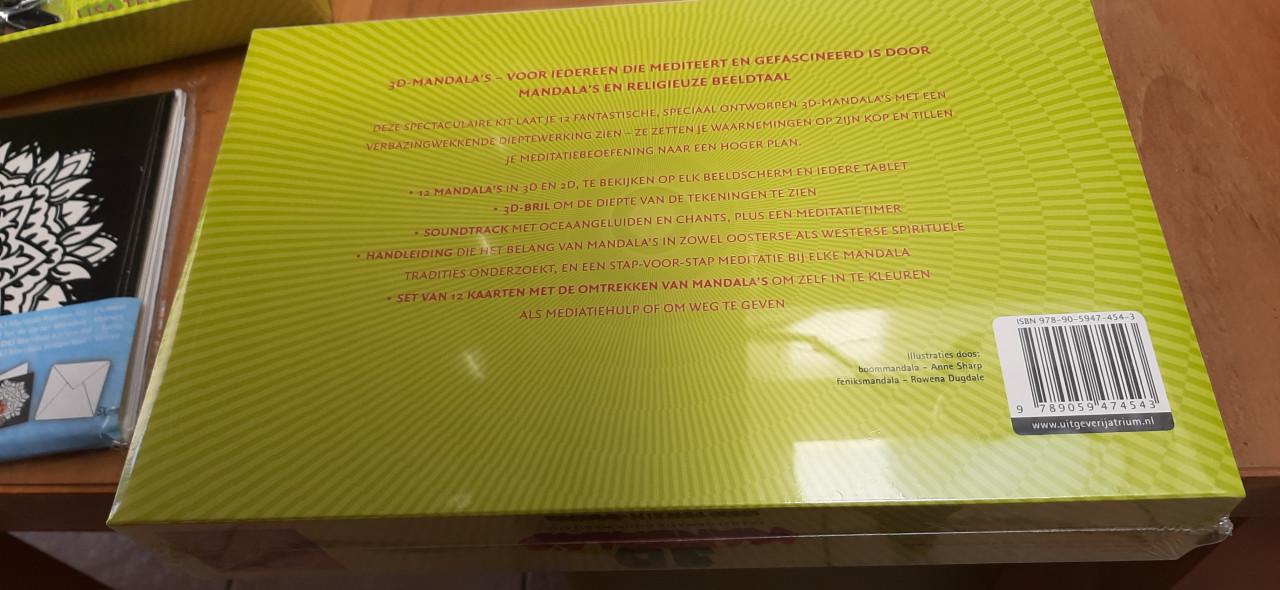 LISA TE
3D-MANDALA'S – VOOR IEDEREEN DIE MEDITEERT EN GEFASCINEERD IS DOOR
MANDALA'S EN RELIGIEUZE BEELDTAAL
DEZE SPECTACULAIRE KIT LAAT JE 12 FANTASTISCHE, SPECIAAL ONTWORPEN 3D-MANDALA'S MET EEN
VERBAZINGWEKKENDE DIEPTEWERKING ZIEN – ZE ZETTEN JE WAARNEMINGEN OP ZIJN KOP EN TILLEN
JE MEDITATIEBEOEFENING NAAR EEN HOGER PLAN.
• 12 MANDALA'S IN 3D EN 2D, TE BEKIJKEN OP ELK BEELDSCHERM EN IEDERE TABLET
• 3D-BRIL OM DE DIEPTE VAN DE TEKENINGEN TE ZIEN
• SOUNDTRACK MET OCEAANGELUIDEN EN CHANTS, PLUS EEN MEDITATIETIMER
• HANDLEIDING DIE HET BELANG VAN MANDALA'S IN ZOWEL OOSTERSE ALS WESTERSE SPIRITUELE
TRADITIES ONDERZOEKT, EN EEN STAP-VOOR-STAP MEDITATIE BIJ ELKE MANDALA
• SET VAN 12 KAARTEN MET DE OMTREKKEN VAN MANDALA'S OM ZELF IN TE KLEUREN
ALS MEDIATIEHULP OF OM WEG TE GEVEN
Illustraties doos:
boommandala – Anne Sharp
feniksmandala – Rowena Dugdale
ISBN 978-90-5947-454-3
9 789059 474543
www.uitgeverijatrium.nl
3D